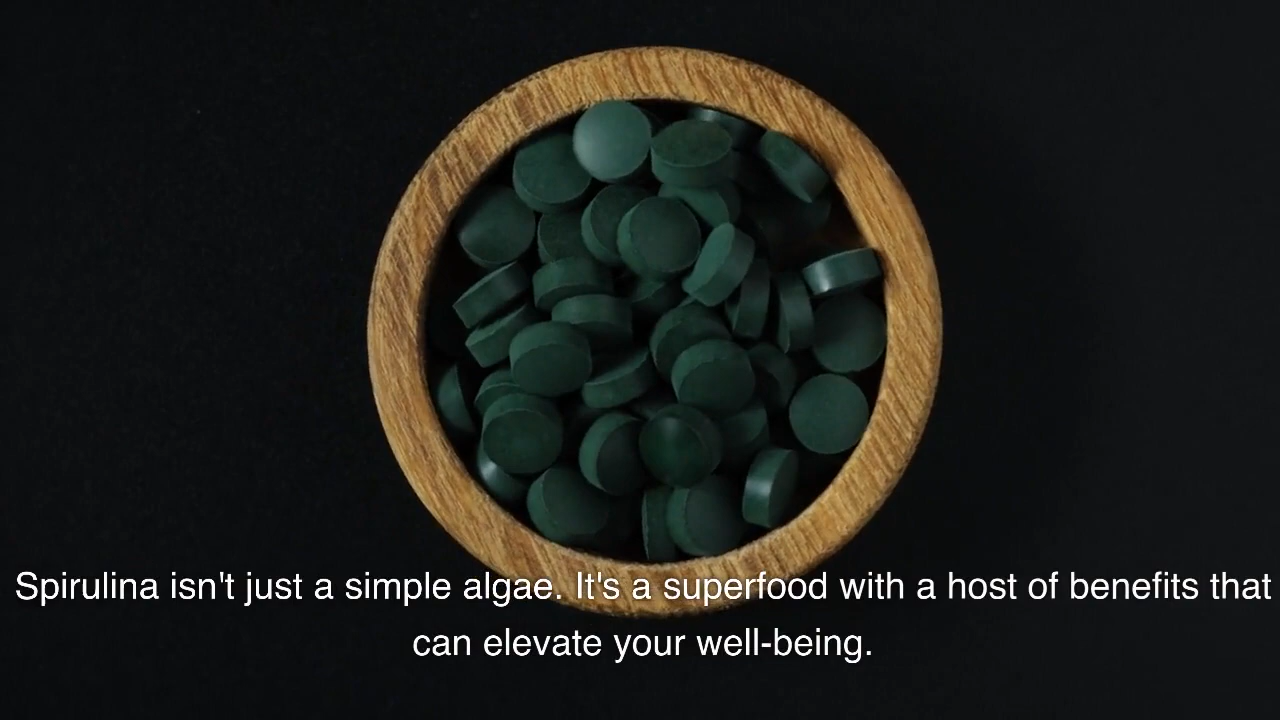 Spirulina isn't just a simple algae. It's a superfood with a host of benefits that
can elevate your well-being.